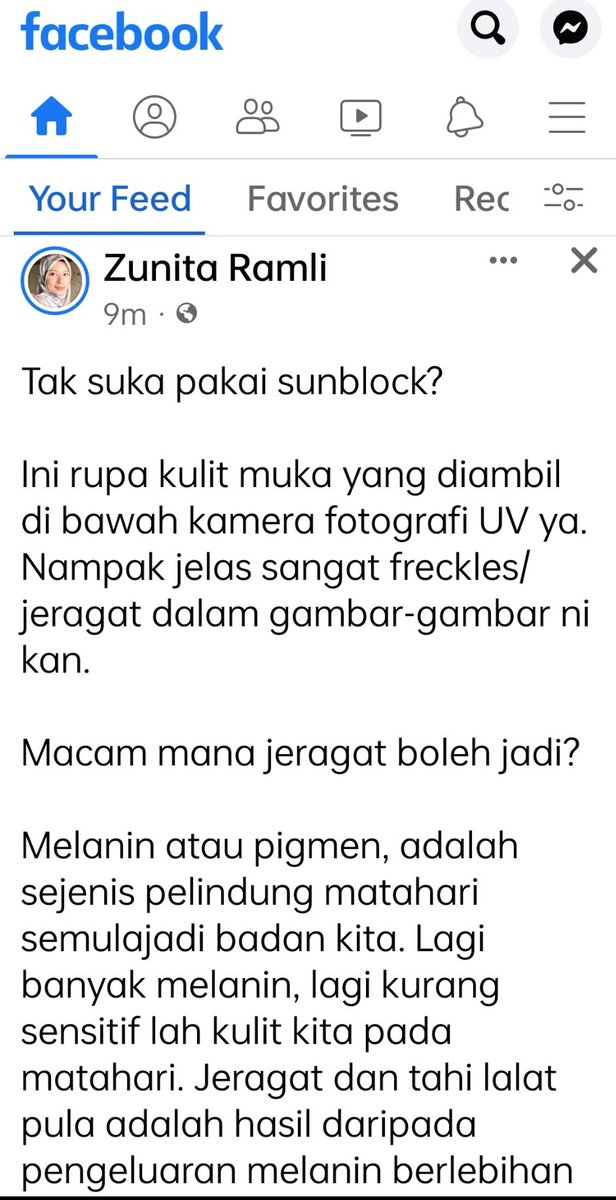 facebook
Your Feed
Favorites
Rec
Zunita Ramli
9m ·
Tak suka pakai sunblock?
Ini rupa kulit muka yang diambil
di bawah kamera fotografi UV ya.
Nampak jelas sangat freckles/
jeragat dalam gambar-gambar ni
kan.
Macam mana jeragat boleh jadi?
Melanin atau pigmen, adalah
sejenis pelindung matahari
semulajadi badan kita. Lagi
banyak melanin, lagi kurang
sensitif lah kulit kita pada
matahari. Jeragat dan tahi lalat
pula adalah hasil daripada
pengeluaran melanin berlebihan